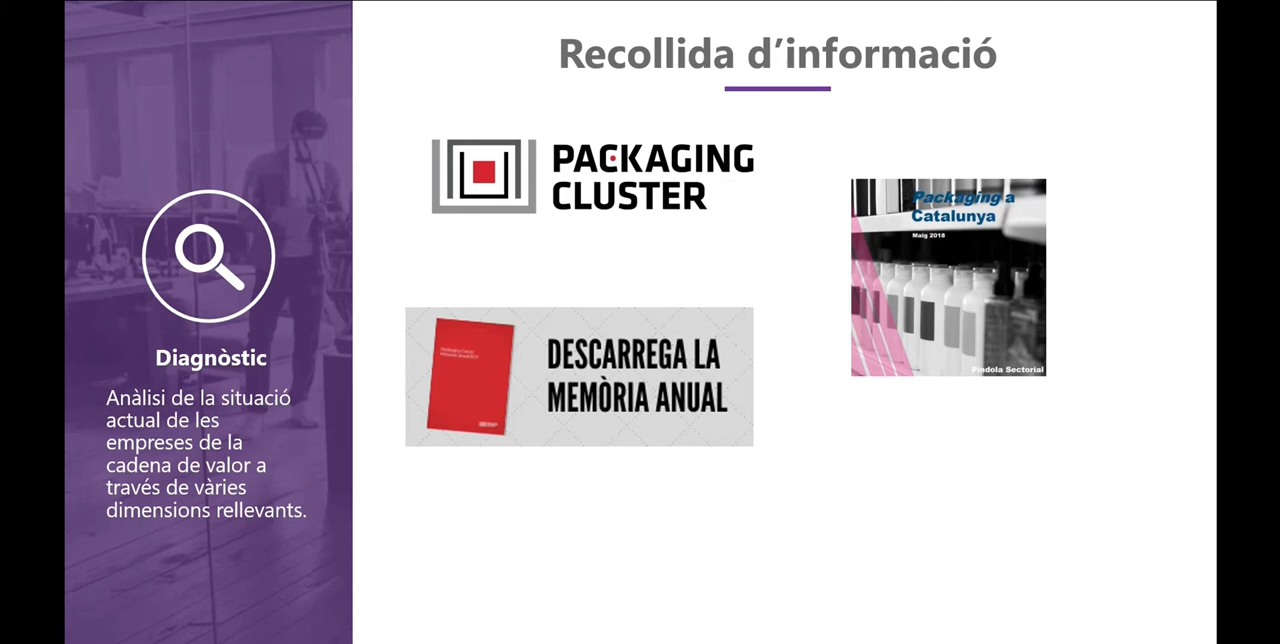 Recollida d’informació
PACKAGING
CLUSTER
Packaging a
Catalunya
Maig 2018
Píndola Sectorial
DESCARREGA LA
MEMÒRIA ANUAL
Diagnòstic
Anàlisi de la situació
actual de les
empreses de la
cadena de valor a
través de vàries
dimensions rellevants.